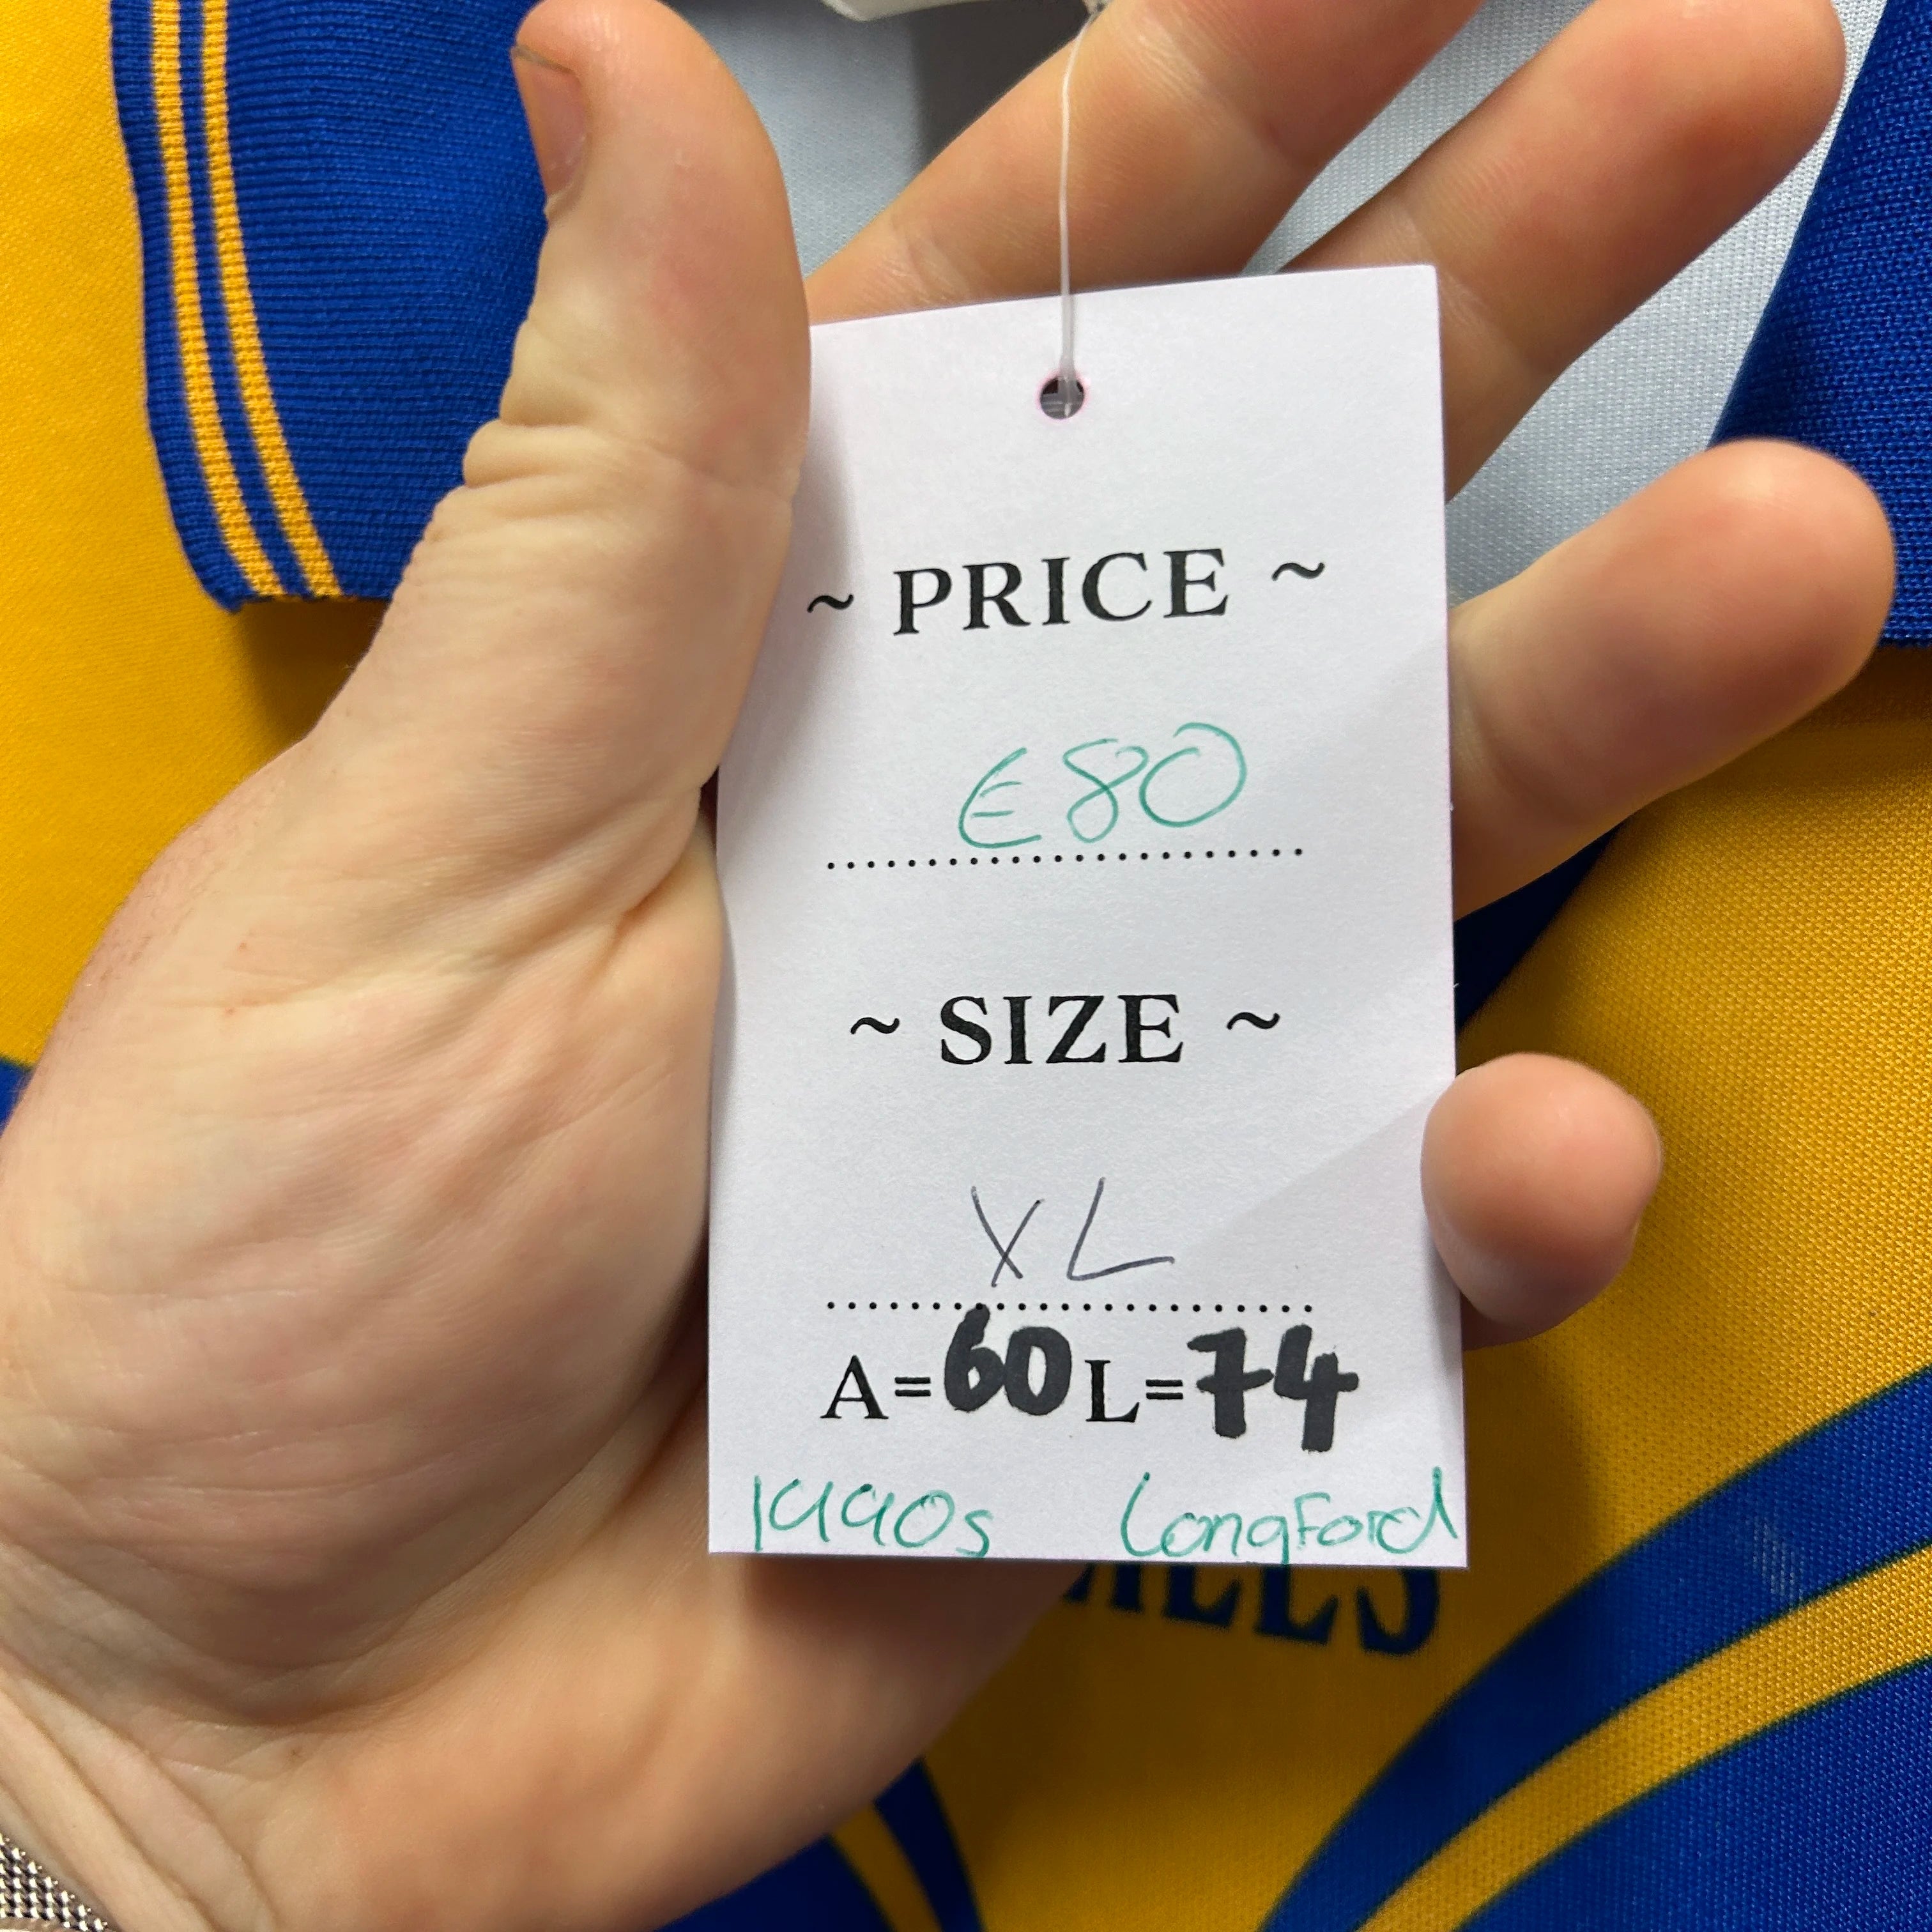 ~ PRICE ~
€80
~ SIZE ~
XL
A=60 L=74
1990s Longford